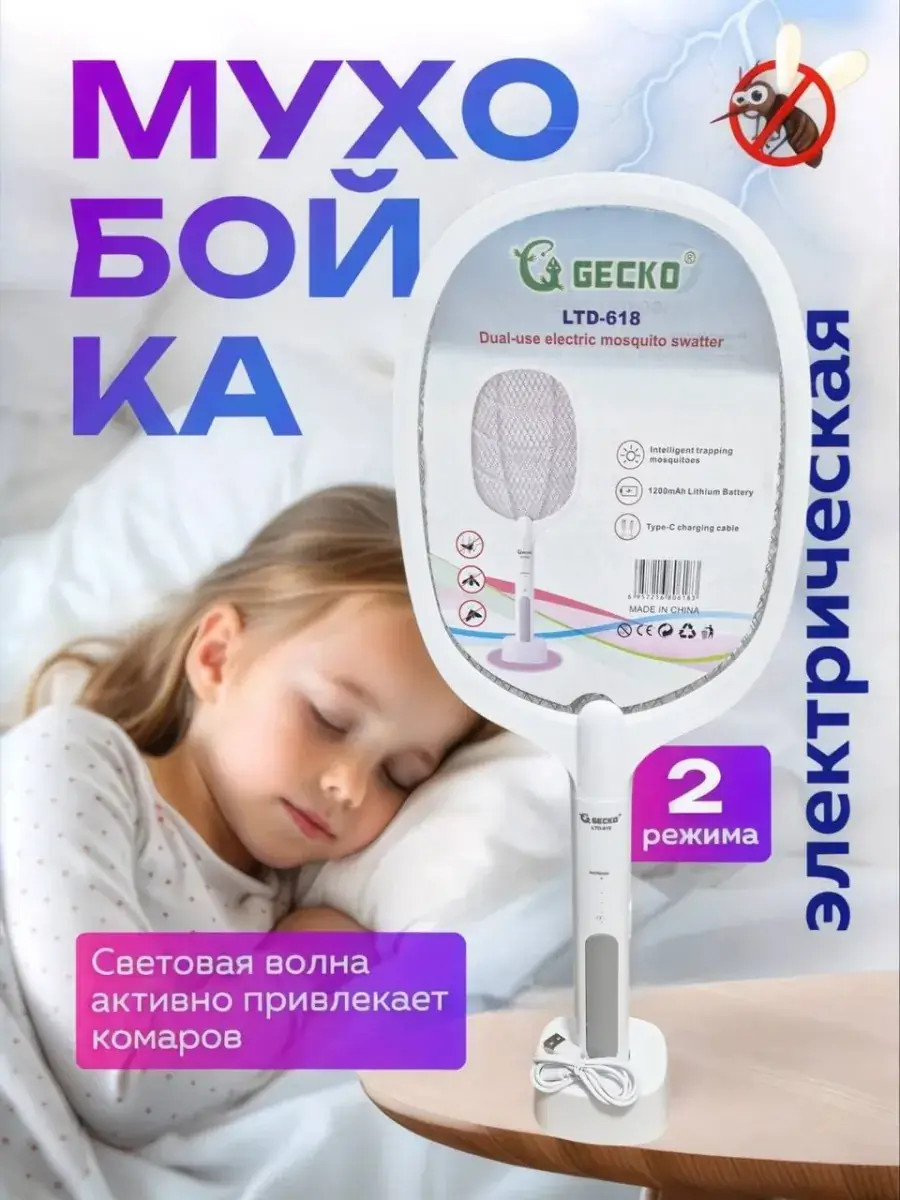 МУХО
БОЙ
КА
электрическая
GECKO®
LTD-618
Dual-use electric mosquito swatter
Intelligent trapping
mosquitoes
1200mAh Lithium Battery
Type-C charging cable
MADE IN CHINA
CE
2
режима
GECKO
LTD-618
Световая волна
активно привлекает
комаров